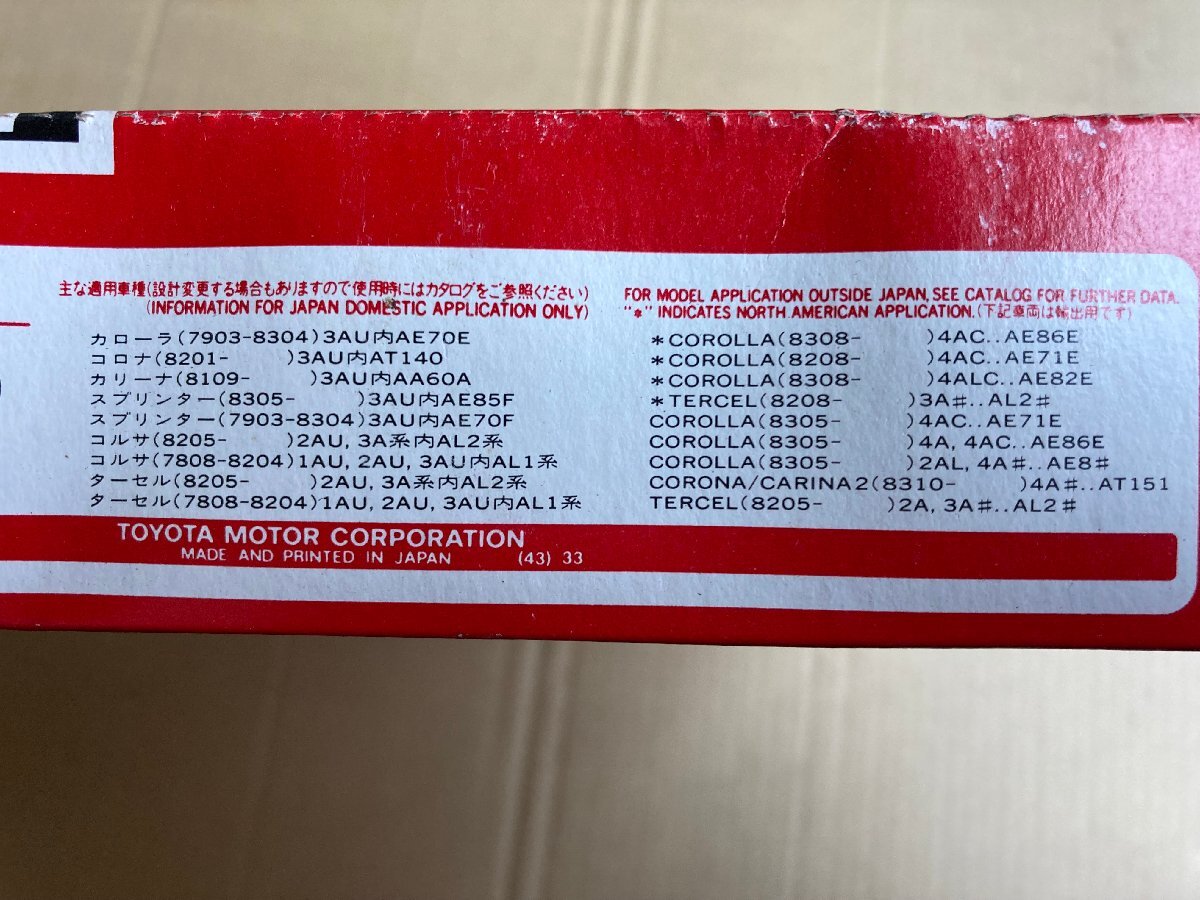 主な適用車種(設計変更する場合もありますので使用時にはカタログをご参照ください)
(INFORMATION FOR JAPAN DOMESTIC APPLICATION ONLY)
カローラ(7903-8304)3AU内AE70E
コロナ(8201-    )3AU内AT140
カリーナ(8109-    )3AU内AA60A
スプリンター(8305-    )3AU内AE85F
スプリンター(7903-8304)3AU内AE70F
コルサ(8205-    )2AU, 3A系内AL2系
コルサ(7808-8204)1AU, 2AU, 3AU内AL1系
ターセル(8205-    )2AU, 3A系内AL2系
ターセル(7808-8204)1AU, 2AU, 3AU内AL1系
FOR MODEL APPLICATION OUTSIDE JAPAN, SEE CATALOG FOR FURTHER DATA.
"*" INDICATES NORTH AMERICAN APPLICATION.(下記車両は輸出用です)
*COROLLA(8308-    )4AC..AE86E
*COROLLA(8208-    )4AC..AE71E
*COROLLA(8308-    )4ALC..AE82E
*TERCEL(8208-    )3A#..AL2#
COROLLA(8305-    )4AC..AE71E
COROLLA(8305-    )4A, 4AC..AE86E
COROLLA(8305-    )2AL, 4A#..AE8#
CORONA/CARINA2(8310-    )4A#..AT151
TERCEL(8205-    )2A, 3A#..AL2#
TOYOTA MOTOR CORPORATION
MADE AND PRINTED IN JAPAN (43) 33